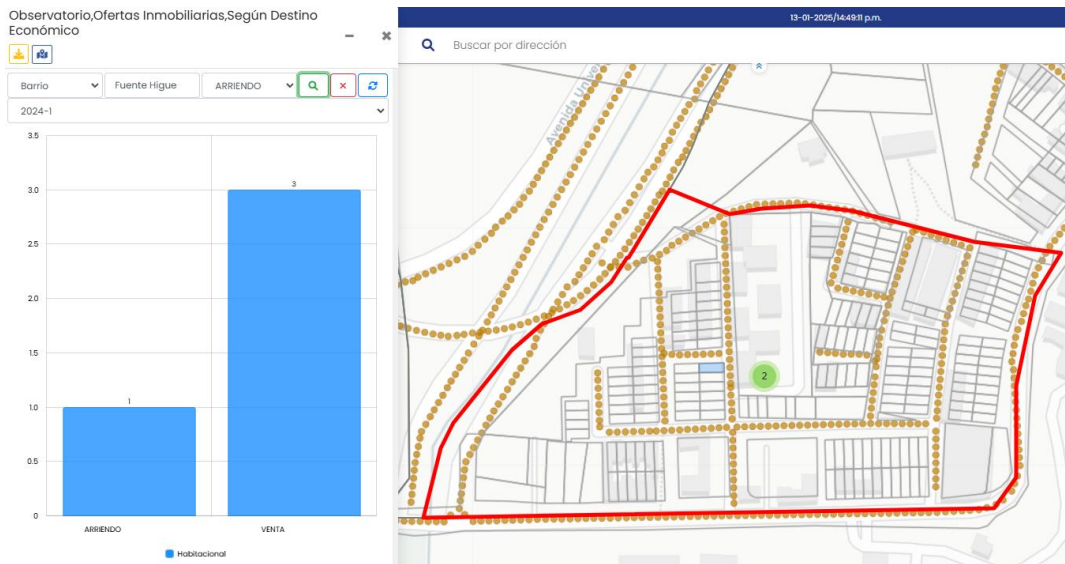 Observatorio,Ofertas Inmobiliarias,Según Destino
Económico
13-01-2025/14:49:11 p.m.
Buscar por dirección
Barrio
Fuente Higue
ARRIENDO
2024-1
3.5
3.0
2.5
2.0
1.5
1.0
0.5
0
3
1
ARRIENDO
VENTA
Habitacional
Avenida Univer
2